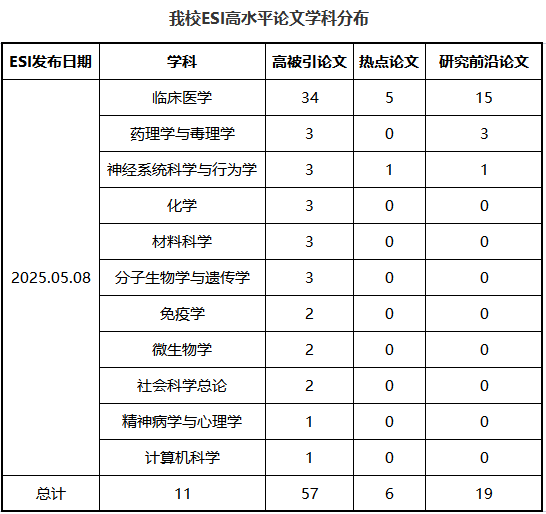 我校ESI高水平论文学科分布
ESI发布日期 学科 高被引论文 热点论文 研究前沿论文
临床医学 34 5 15
药理学与毒理学 3 0 3
神经系统科学与行为学 3 1 1
化学 3 0 0
材料科学 3 0 0
2025.05.08 分子生物学与遗传学 3 0 0
免疫学 2 0 0
微生物学 2 0 0
社会科学总论 2 0 0
精神病学与心理学 1 0 0
计算机科学 1 0 0
总计 11 57 6 19